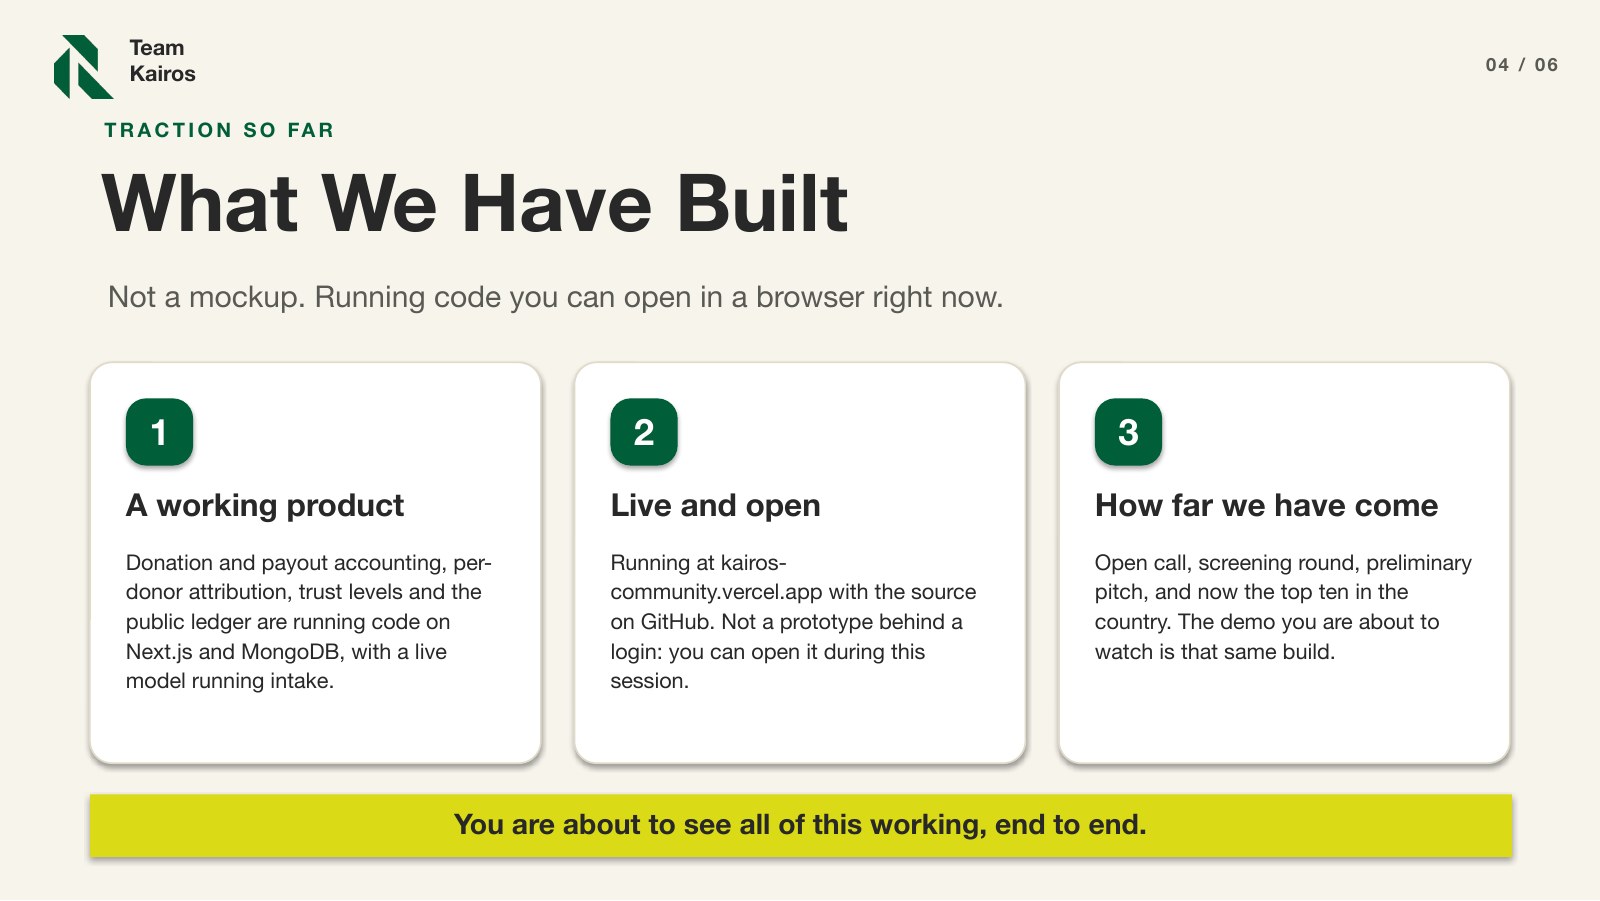 Team
Kairos
04 / 06
TRACTION SO FAR
What We Have Built
Not a mockup. Running code you can open in a browser right now.
1
A working product
Donation and payout accounting, per-
donor attribution, trust levels and the
public ledger are running code on
Next.js and MongoDB, with a live
model running intake.
2
Live and open
Running at kairos-
community.vercel.app with the source
on GitHub. Not a prototype behind a
login: you can open it during this
session.
3
How far we have come
Open call, screening round, preliminary
pitch, and now the top ten in the
country. The demo you are about to
watch is that same build.
You are about to see all of this working, end to end.